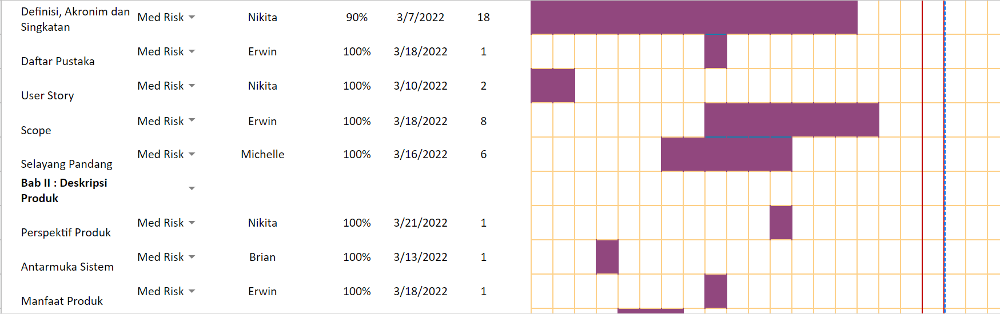 Definisi, Akronim dan
Singkatan
Med Risk
Nikita
90%
3/7/2022
18
Daftar Pustaka
Med Risk
Erwin
100%
3/18/2022
1
User Story
Med Risk
Nikita
100%
3/10/2022
2
Scope
Med Risk
Erwin
100%
3/18/2022
8
Selayang Pandang
Med Risk
Michelle
100%
3/16/2022
6
Bab II : Deskripsi
Produk
Perspektif Produk
Med Risk
Nikita
100%
3/21/2022
1
Antarmuka Sistem
Med Risk
Brian
100%
3/13/2022
1
Manfaat Produk
Med Risk
Erwin
100%
3/18/2022
1